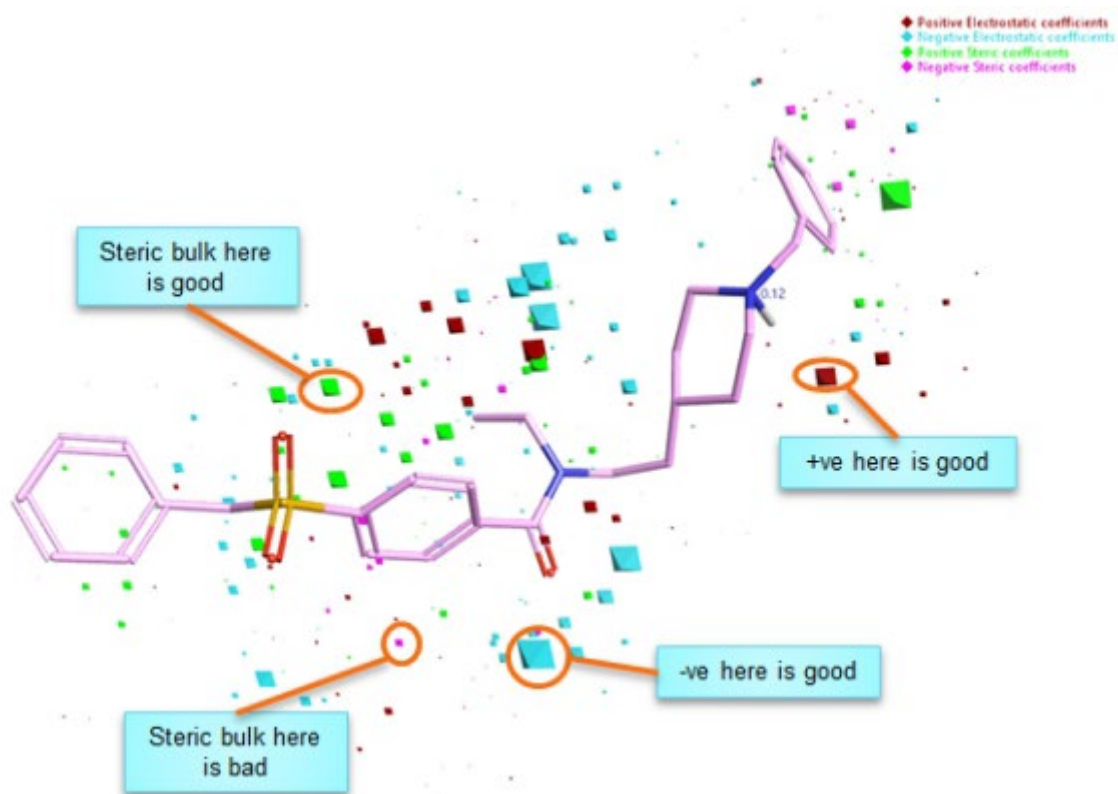 Positive Electrostatic coefficients
Negative Electrostatic coefficients
Positive Steric coefficients
Negative Steric coefficients
Steric bulk here
is good
0.12
+ve here is good
-ve here is good
Steric bulk here
is bad